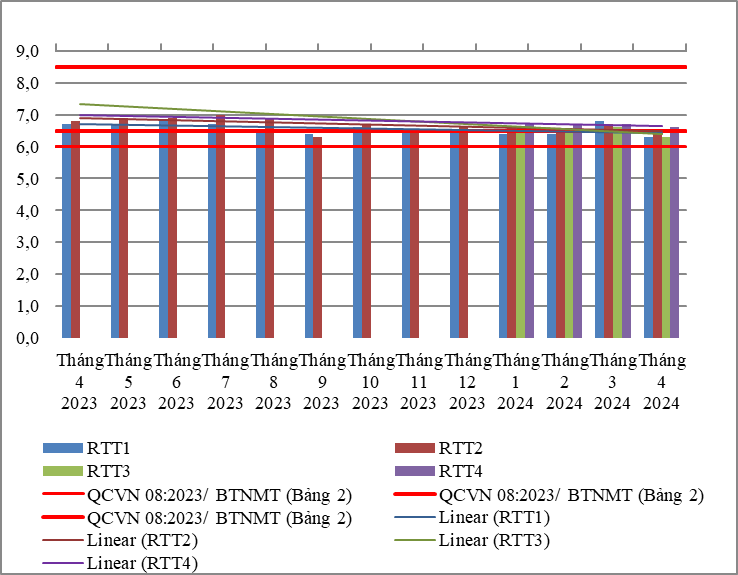 9,0
8,0
7,0
6,0
5,0
4,0
3,0
2,0
1,0
0,0
Tháng Tháng Tháng Tháng Tháng Tháng Tháng Tháng Tháng Tháng Tháng Tháng Tháng
4 5 6 7 8 9 10 11 12 1 2 3 4
2023 2023 2023 2023 2023 2023 2023 2023 2023 2024 2024 2024 2024
RTT1 RTT2
RTT3 RTT4
QCVN 08:2023/ BTNMT (Bảng 2) QCVN 08:2023/ BTNMT (Bảng 2)
QCVN 08:2023/ BTNMT (Bảng 2) Linear (RTT1)
Linear (RTT2) Linear (RTT3)
Linear (RTT4)